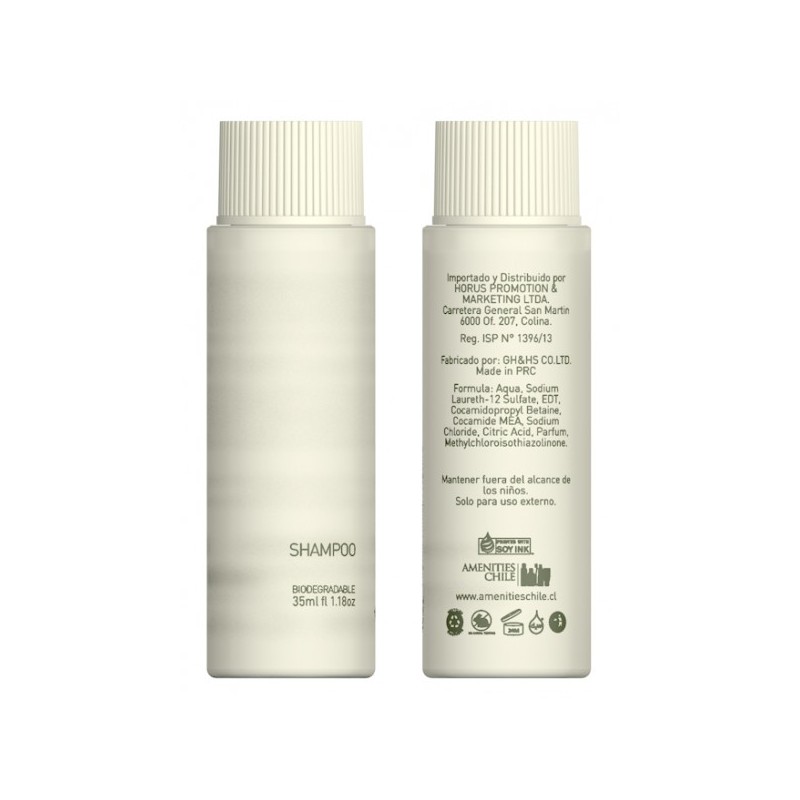 SHAMPOO
BIODEGRADABLE
35ml fl 1.18oz
Importado y Distribuido por
HORUS PROMOTION &
MARKETING LTDA.
Carretera General San Martin
6000 Of. 207, Colina.
Reg. ISP N° 1396/13
Fabricado por: GH&HS CO.LTD.
Made in PRC
Formula: Aqua, Sodium
Laureth-12 Sulfate, EDT,
Cocamidopropyl Betaine,
Cocamide MEA, Sodium
Chloride, Citric Acid, Parfum,
Methylchloroisothiazolinone.
Mantener fuera del alcance de
los niños.
Solo para uso externo.
PRINTED WITH
SOY INK
AMENITIES
CHILE
www.amenitieschile.cl
24M